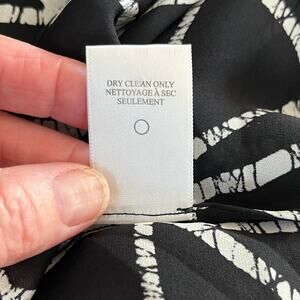 DRY CLEAN ONLY
NETTOYAGE À SEC
SEULEMENT